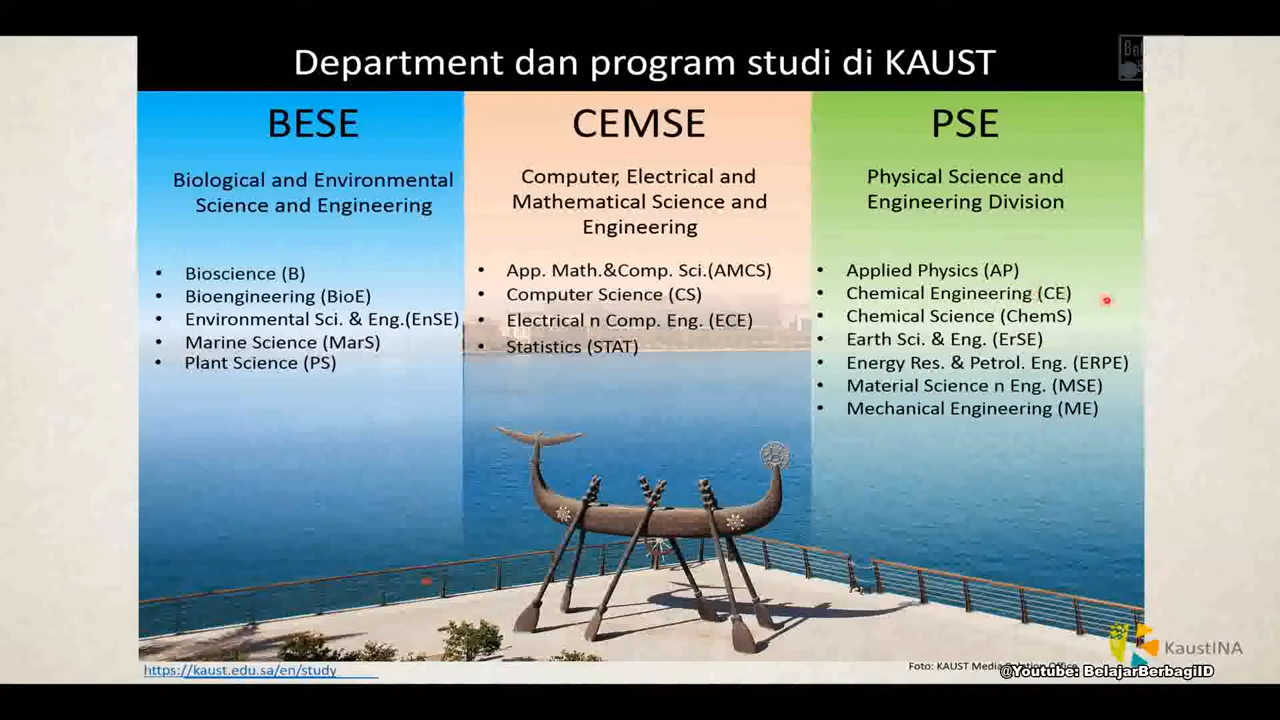 Department dan program studi di KAUST
BESE
Biological and Environmental
Science and Engineering
• Bioscience (B)
• Bioengineering (BioE)
• Environmental Sci. & Eng.(EnSE)
• Marine Science (MarS)
• Plant Science (PS)
CEMSE
Computer, Electrical and
Mathematical Science and
Engineering
• App. Math.&Comp. Sci.(AMCS)
• Computer Science (CS)
• Electrical n Comp. Eng. (ECE)
• Statistics (STAT)
PSE
Physical Science and
Engineering Division
• Applied Physics (AP)
• Chemical Engineering (CE)
• Chemical Science (ChemS)
• Earth Sci. & Eng. (ErSE)
• Energy Res. & Petrol. Eng. (ERPE)
• Material Science n Eng. (MSE)
• Mechanical Engineering (ME)
https://kaust.edu.sa/en/study
Foto: KAUST Media Office
KaustINA
@Youtube: BelajarBerbagiID